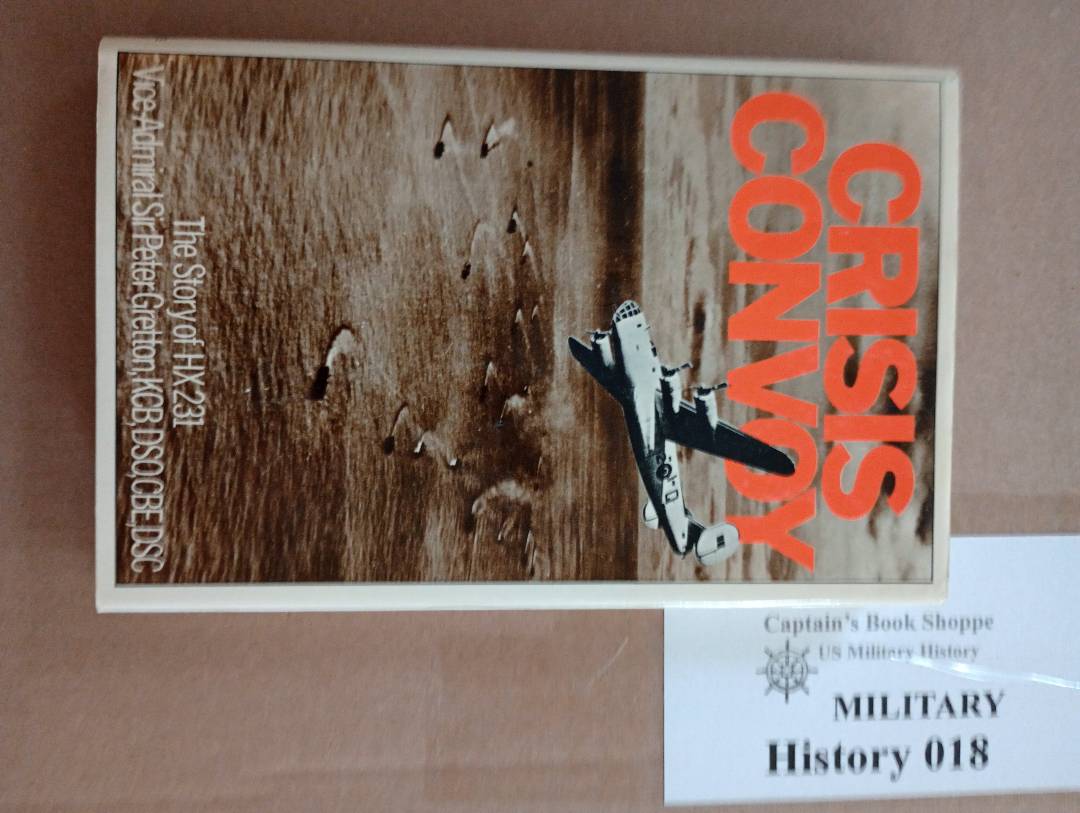 CRISIS
CONVOY
The Story of HX231
Vice-Admiral Sir Peter Gretton, KCB, DSO, CBE, DSC
Captain's Book Shoppe
US Military History
MILITARY
History 018